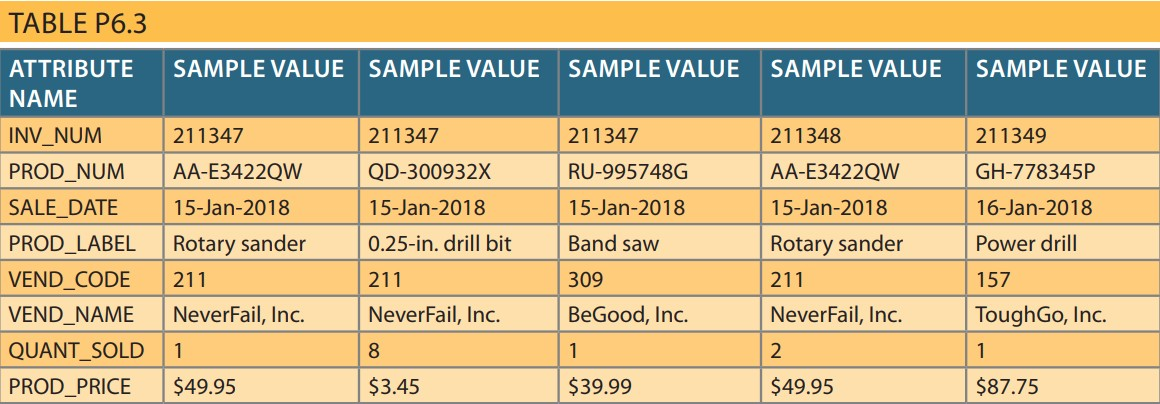 TABLE P6.3
ATTRIBUTE NAME SAMPLE VALUE SAMPLE VALUE SAMPLE VALUE SAMPLE VALUE SAMPLE VALUE
INV_NUM 211347 211347 211347 211348 211349
PROD_NUM AA-E3422QW QD-300932X RU-995748G AA-E3422QW GH-778345P
SALE_DATE 15-Jan-2018 15-Jan-2018 15-Jan-2018 15-Jan-2018 16-Jan-2018
PROD_LABEL Rotary sander 0.25-in. drill bit Band saw Rotary sander Power drill
VEND_CODE 211 211 309 211 157
VEND_NAME NeverFail, Inc. NeverFail, Inc. BeGood, Inc. NeverFail, Inc. ToughGo, Inc.
QUANT_SOLD 1 8 1 2 1
PROD_PRICE $49.95 $3.45 $39.99 $49.95 $87.75